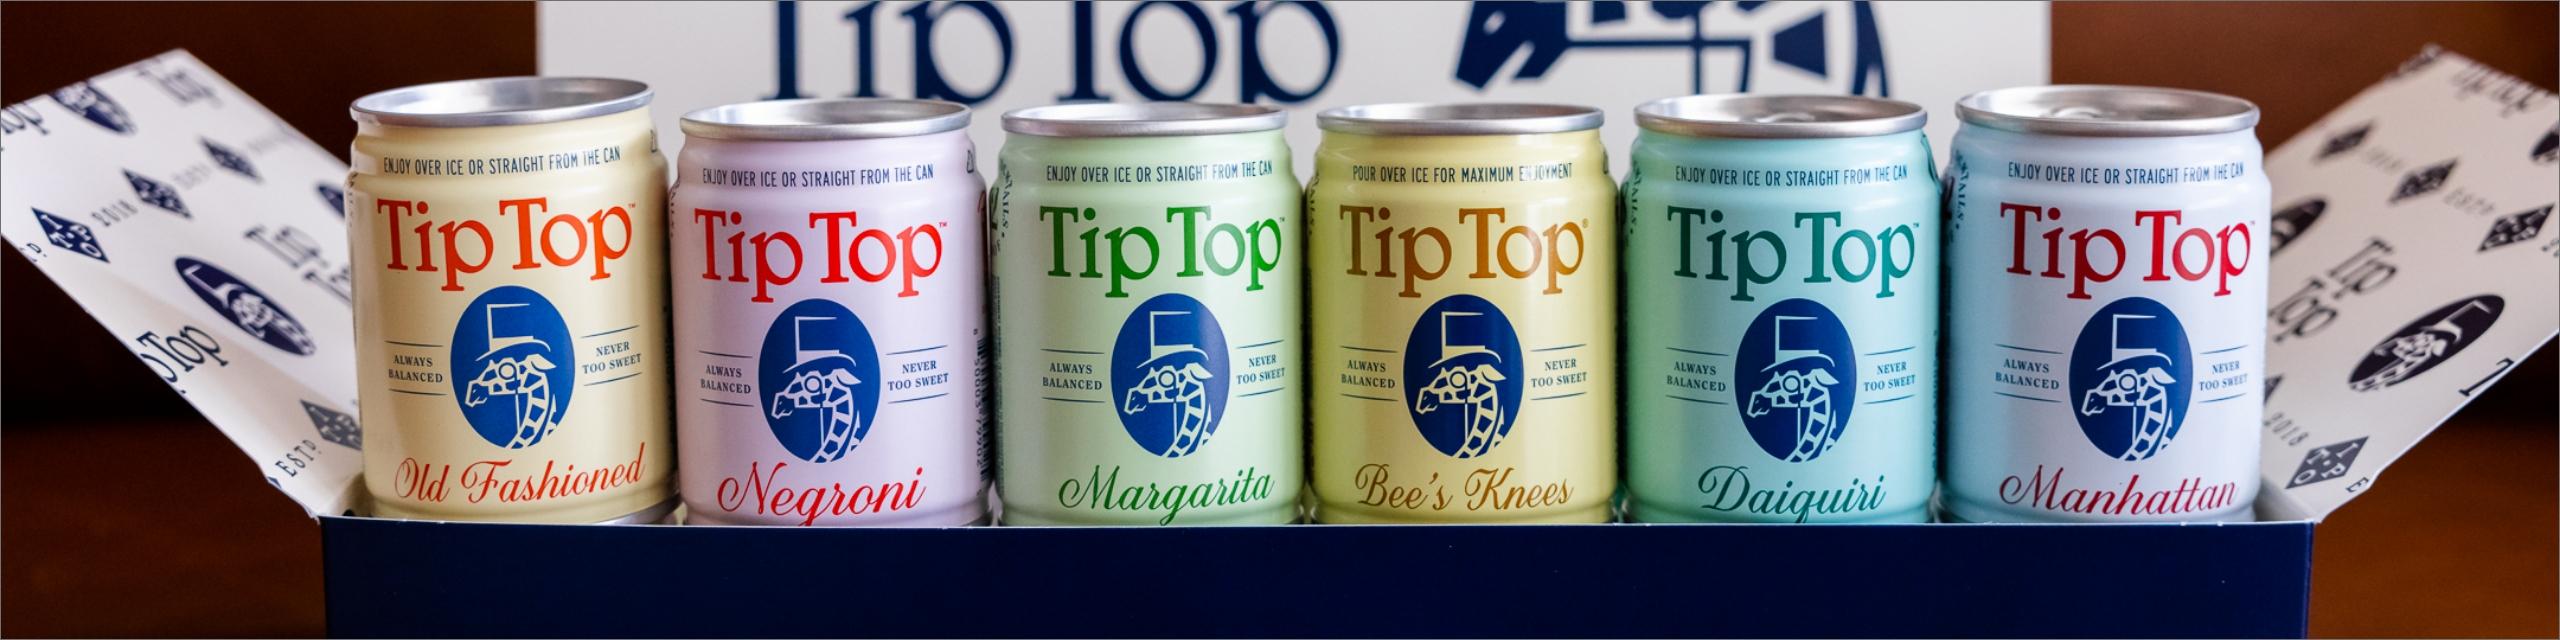 Tip Top
ENJOY OVER ICE OR STRAIGHT FROM THE CAN
Tip Top
ALWAYS BALANCED
NEVER TOO SWEET
Old Fashioned
ENJOY OVER ICE OR STRAIGHT FROM THE CAN
Tip Top
ALWAYS BALANCED
NEVER TOO SWEET
Negroni
ENJOY OVER ICE OR STRAIGHT FROM THE CAN
Tip Top
ALWAYS BALANCED
NEVER TOO SWEET
Margarita
POUR OVER ICE FOR MAXIMUM ENJOYMENT
Tip Top
ALWAYS BALANCED
NEVER TOO SWEET
Bee's Knees
ENJOY OVER ICE OR STRAIGHT FROM THE CAN
Tip Top
ALWAYS BALANCED
NEVER TOO SWEET
Daiquiri
ENJOY OVER ICE OR STRAIGHT FROM THE CAN
Tip Top
ALWAYS BALANCED
NEVER TOO SWEET
Manhattan
2018
ESTD
Tip Top
2018